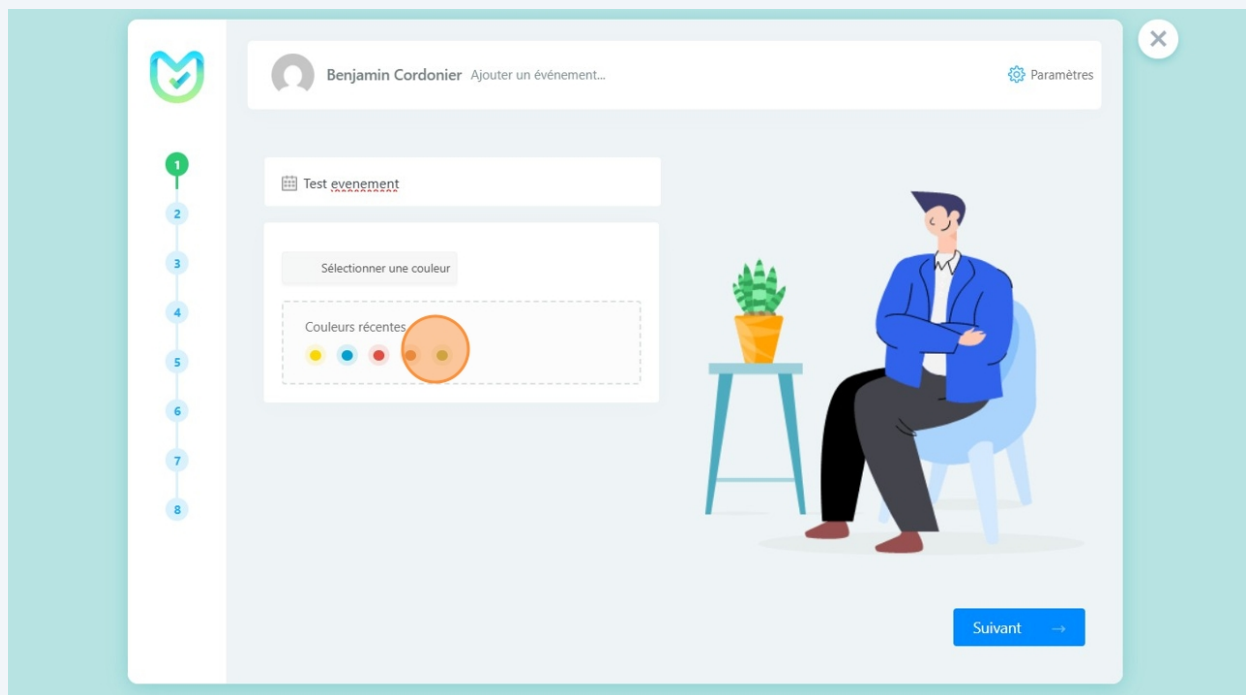 Benjamin Cordonier Ajouter un événement...
Paramètres
1
2
3
4
5
6
7
8
Test evenement
Sélectionner une couleur
Couleurs récentes
Suivant →